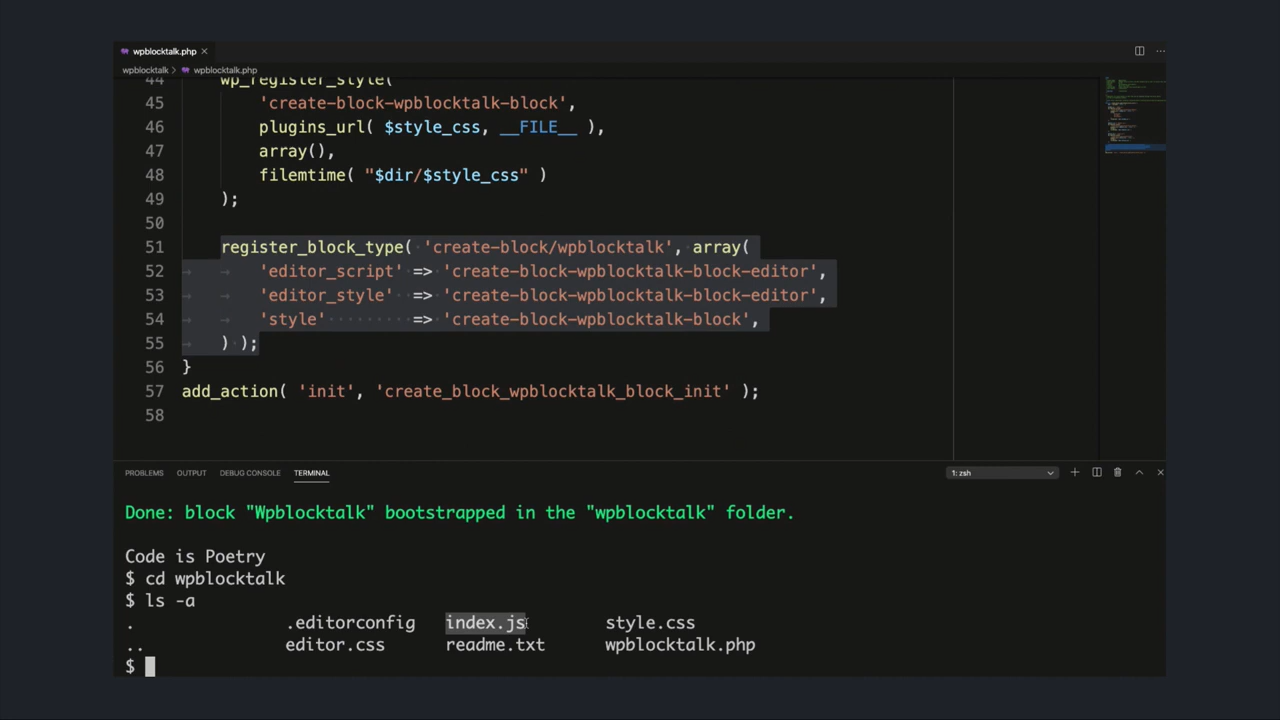 wpblocktalk.php
wpblocktalk > wpblocktalk.php
44 wp_register_style(
45 'create-block-wpblocktalk-block',
46 plugins_url( $style_css, __FILE__ ),
47 array(),
48 filemtime( "$dir/$style_css" )
49 );
50
51 register_block_type( 'create-block/wpblocktalk', array(
52 'editor_script' => 'create-block-wpblocktalk-block-editor',
53 'editor_style' => 'create-block-wpblocktalk-block-editor',
54 'style' => 'create-block-wpblocktalk-block',
55 ) );
56 }
57 add_action( 'init', 'create_block_wpblocktalk_block_init' );
58
PROBLEMS OUTPUT DEBUG CONSOLE TERMINAL 1: zsh
Done: block "Wpblocktalk" bootstrapped in the "wpblocktalk" folder.
Code is Poetry
$ cd wpblocktalk
$ ls -a
. .editorconfig index.js style.css
.. editor.css readme.txt wpblocktalk.php
$